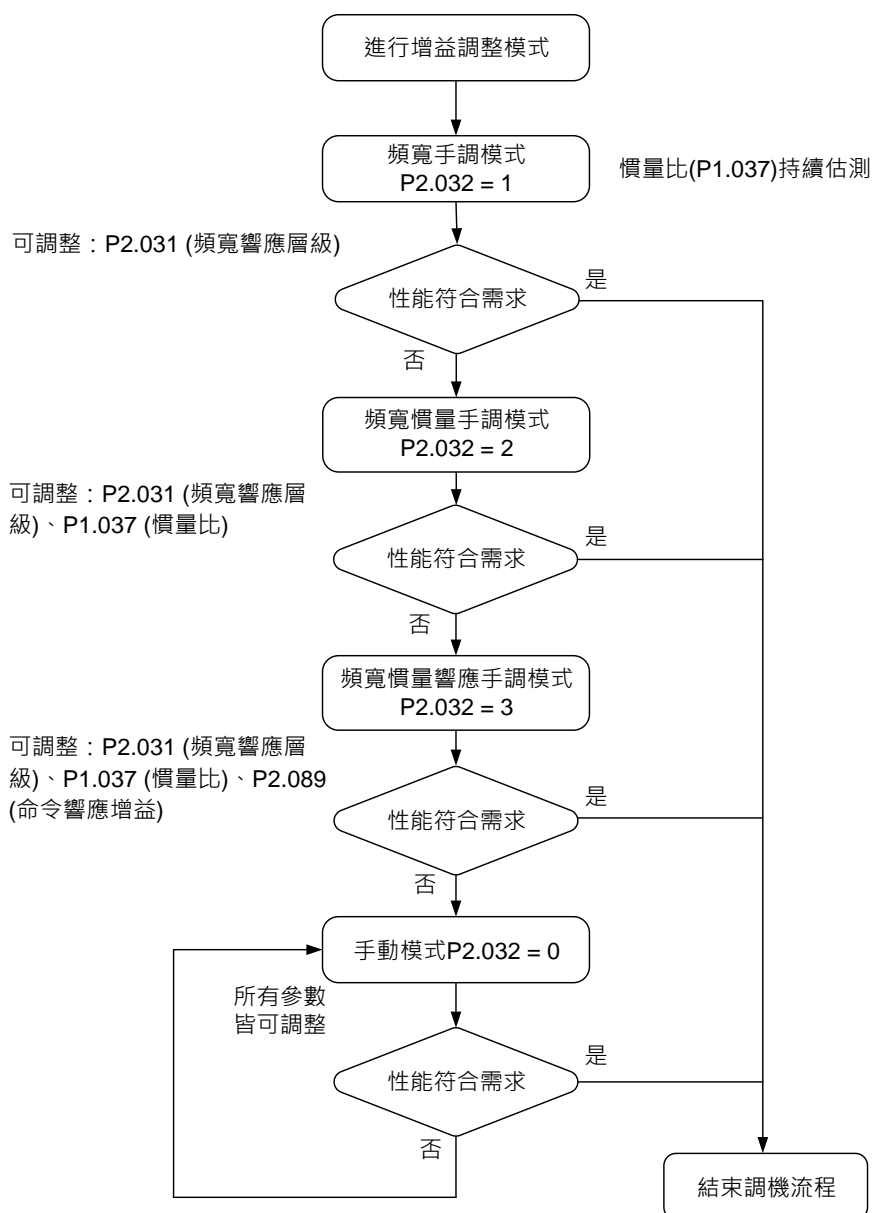 進行增益調整模式
頻寬手調模式
P2.032 = 1
慣量比(P1.037)持續估測
可調整：P2.031 (頻寬響應層級)
性能符合需求
是
否
頻寬慣量手調模式
P2.032 = 2
可調整：P2.031 (頻寬響應層
級)、P1.037 (慣量比)
性能符合需求
是
否
頻寬慣量響應手調模式
P2.032 = 3
可調整：P2.031 (頻寬響應層
級)、P1.037 (慣量比)、P2.089
(命令響應增益)
性能符合需求
是
否
手動模式P2.032 = 0
所有參數
皆可調整
性能符合需求
是
否
結束調機流程